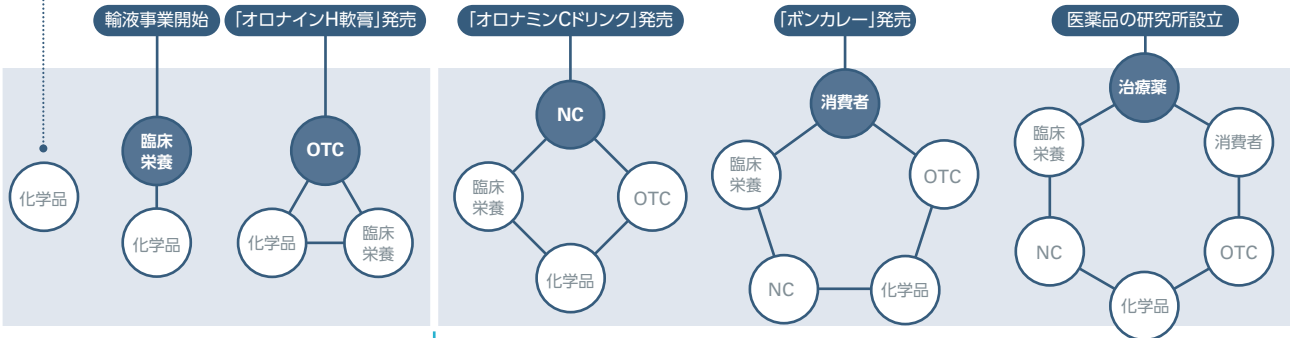 輸液事業開始
「オロナインH軟膏」発売
「オロナミンCドリンク」発売
「ボンカレー」発売
医薬品の研究所設立
化学品
臨床
栄養
化学品
OTC
化学品
臨床
栄養
NC
臨床
栄養
OTC
化学品
消費者
臨床
栄養
OTC
NC
化学品
治療薬
臨床
栄養
消費者
NC
OTC
化学品